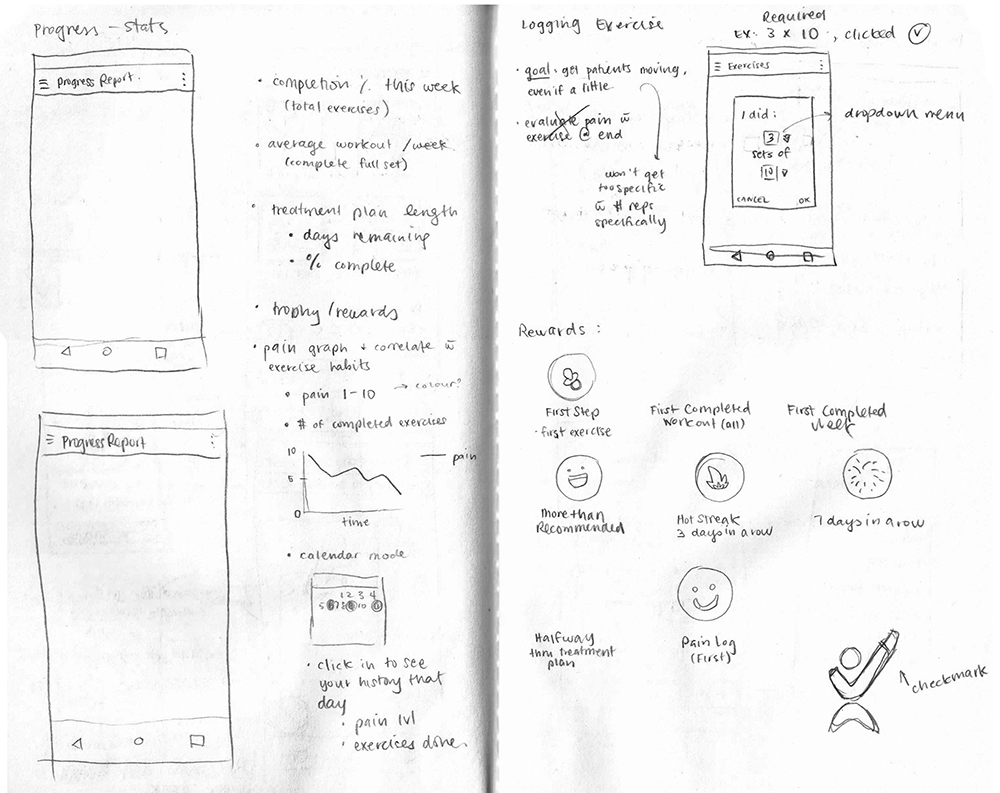 Progress - Stats
Progress Report.
• completion % this week
(total exercises)
• average workout /week
(complete full set)
• treatment plan length
• days remaining
• % complete
• trophy/rewards
• pain graph + correlate w̄
exercise habits
• pain 1-10 → colour?
• # of completed exercises
10
5
0
pain
time
• calendar mode
1 2 3 4
5 6 7 8 9 10
• click in to see
your history that
day
• pain lvl
• exercises done.
Progress Report
Logging Exercise
• goal: get patients moving,
even if a little
• evaluate pain w̄
exercise @ end
won't get
too specific
w̄ # reps
specifically
Required
EX: 3 x 10, clicked ✓
Exercises
I did:
3
sets of
10
CANCEL OK
dropdown menu
Rewards:
First Step
- first exercise
First Completed
Workout (all)
First Completed
Week
More than
Recommended
Hot Streak
3 days in a row
7 days in a row
Halfway
thru treatment
plan
Pain Log
(First)
checkmark